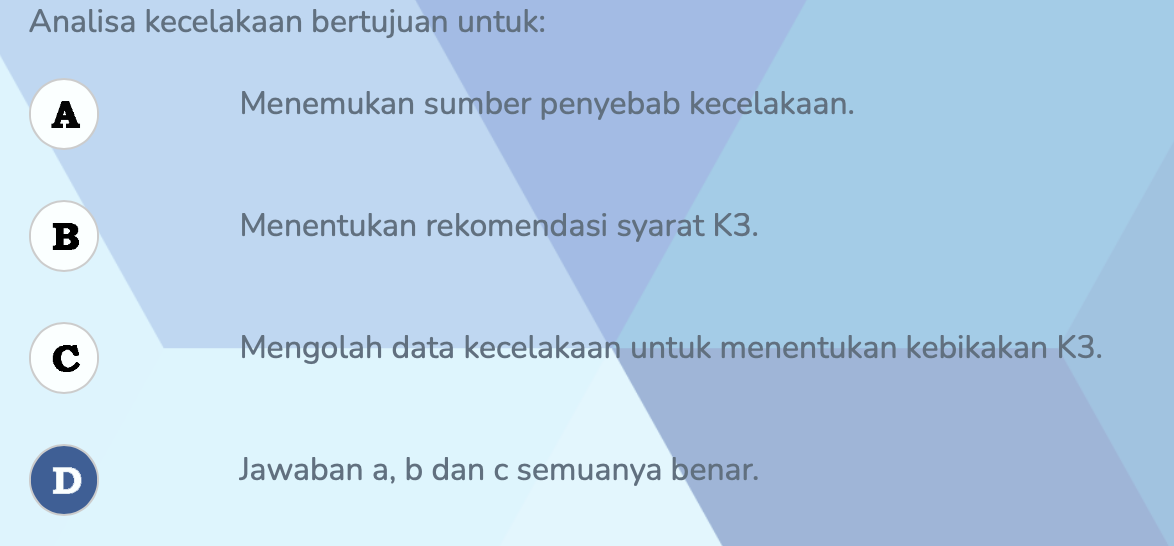 Analisa kecelakaan bertujuan untuk:
A Menemukan sumber penyebab kecelakaan.
B Menentukan rekomendasi syarat K3.
C Mengolah data kecelakaan untuk menentukan kebikakan K3.
D Jawaban a, b dan c semuanya benar.